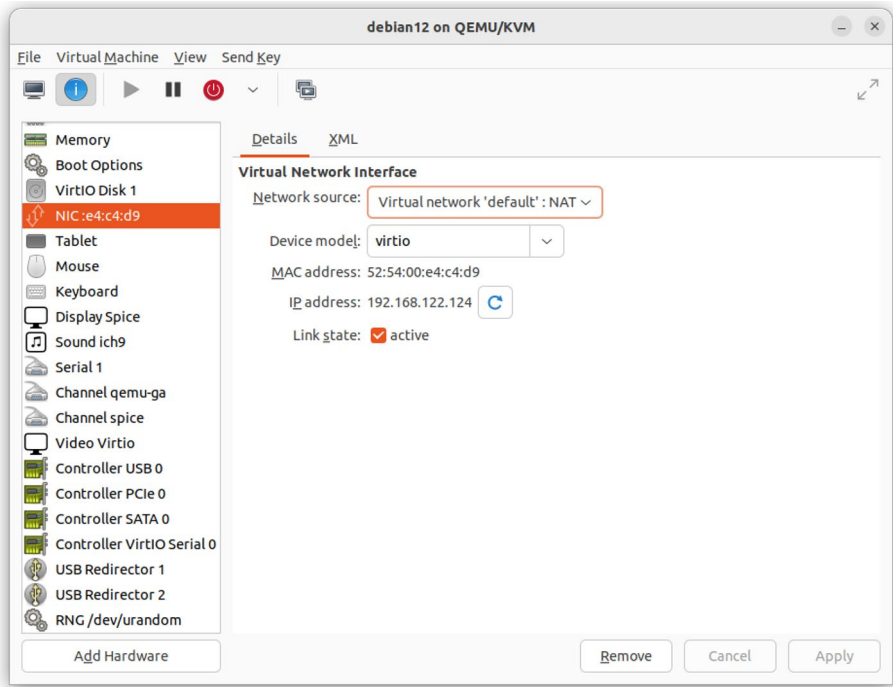 debian12 on QEMU/KVM
File Virtual Machine View Send Key
Memory
Boot Options
VirtIO Disk 1
NIC :e4:c4:d9
Tablet
Mouse
Keyboard
Display Spice
Sound ich9
Serial 1
Channel qemu-ga
Channel spice
Video Virtio
Controller USB 0
Controller PCIe 0
Controller SATA 0
Controller VirtIO Serial 0
USB Redirector 1
USB Redirector 2
RNG /dev/urandom
Add Hardware
Details XML
Virtual Network Interface
Network source: Virtual network 'default' : NAT
Device model: virtio
MAC address: 52:54:00:e4:c4:d9
IP address: 192.168.122.124
Link state: active
Remove Cancel Apply